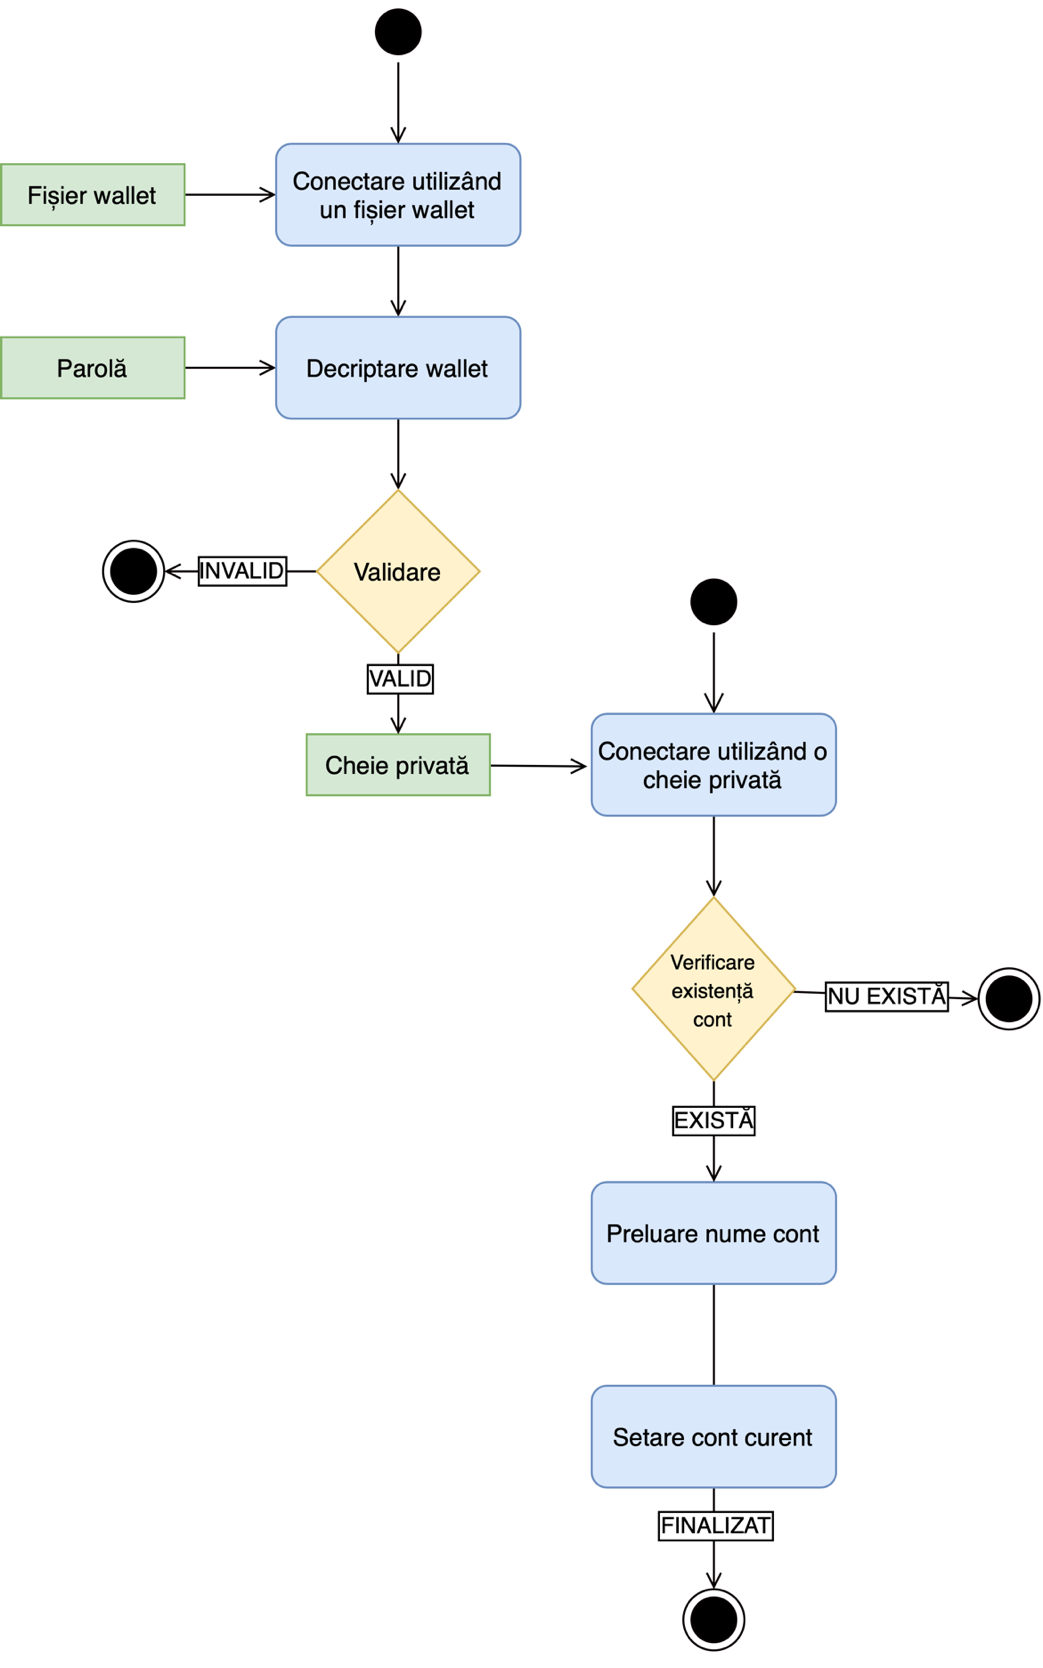 Fișier wallet
Conectare utilizând
un fișier wallet
Parolă
Decriptare wallet
INVALID
Validare
VALID
Cheie privată
Conectare utilizând o
cheie privată
Verificare
existență
cont
NU EXISTĂ
EXISTĂ
Preluare nume cont
Setare cont curent
FINALIZAT